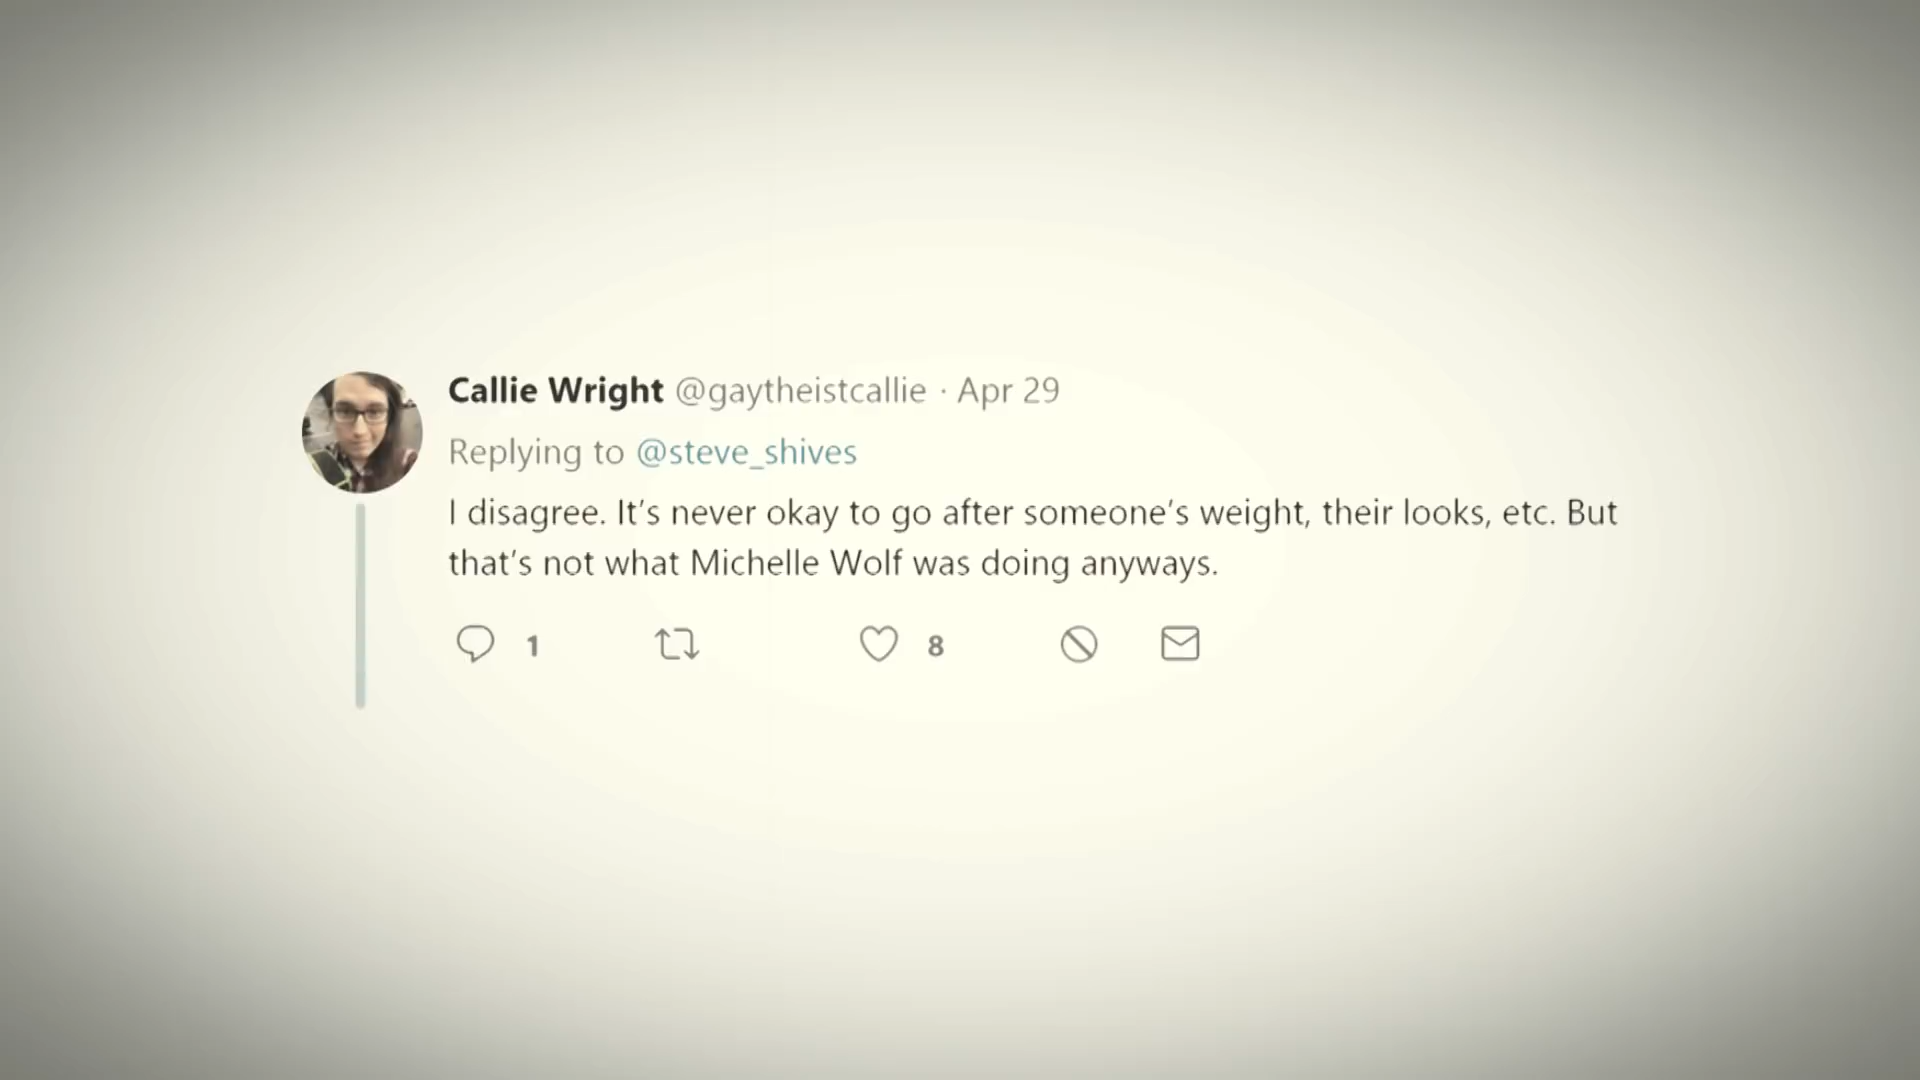 Callie Wright @gaytheistcallie · Apr 29
Replying to @steve_shives
I disagree. It’s never okay to go after someone’s weight, their looks, etc. But
that’s not what Michelle Wolf was doing anyways.
1 8